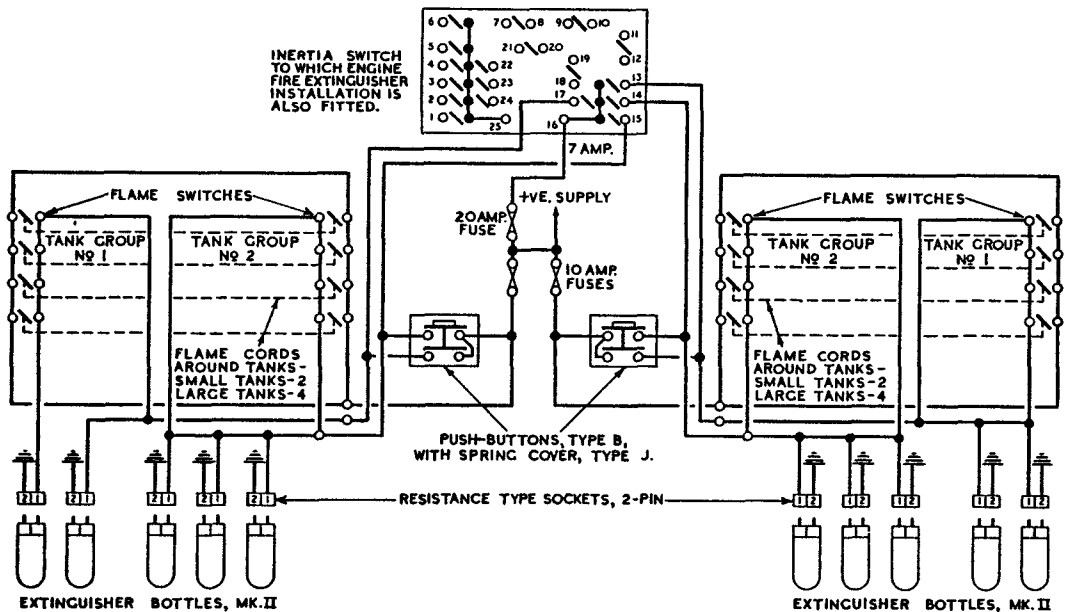 6 7 8 9 10
11
5 21 20
INERTIA SWITCH
TO WHICH ENGINE
FIRE EXTINGUISHER
INSTALLATION IS
ALSO FITTED.
4 22 19 12
3 23 18 13
2 24 17 14
1 25 16 15
7 AMP.
FLAME SWITCHES
+VE. SUPPLY
FLAME SWITCHES
20 AMP.
FUSE
TANK GROUP
Nº 1
TANK GROUP
Nº 2
TANK GROUP
Nº 2
TANK GROUP
Nº 1
10 AMP.
FUSES
FLAME CORDS
AROUND TANKS-
SMALL TANKS-2
LARGE TANKS-4
FLAME CORDS
AROUND TANKS-
SMALL TANKS-2
LARGE TANKS-4
PUSH-BUTTONS, TYPE B,
WITH SPRING COVER, TYPE J.
2 1 2 1 2 1 2 1 2 1
RESISTANCE TYPE SOCKETS, 2-PIN
1 2 1 2 1 2 1 2 1 2
EXTINGUISHER BOTTLES, MK.II
EXTINGUISHER BOTTLES, MK.II